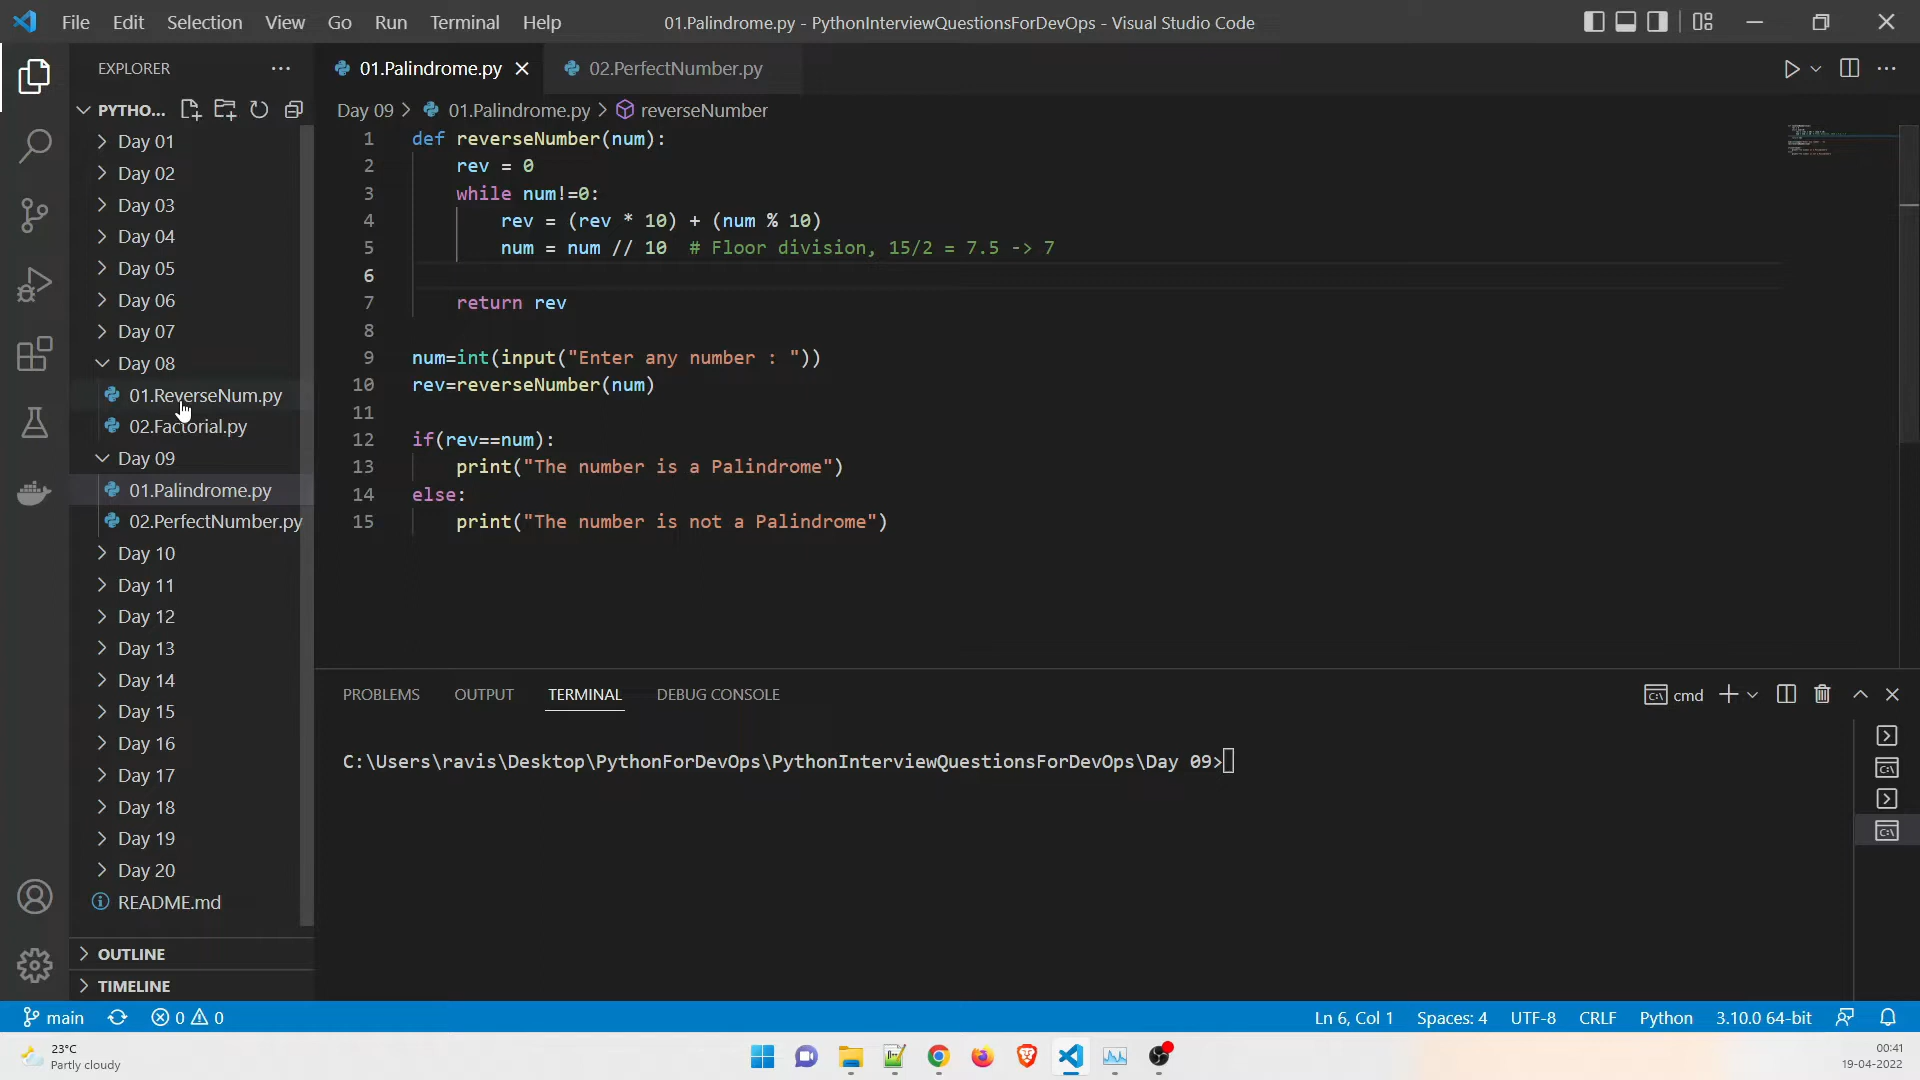 File Edit Selection View Go Run Terminal Help
01.Palindrome.py - PythonInterviewQuestionsForDevOps - Visual Studio Code
EXPLORER
PYTHO...
Day 01
Day 02
Day 03
Day 04
Day 05
Day 06
Day 07
Day 08
01.ReverseNum.py
02.Factorial.py
Day 09
01.Palindrome.py
02.PerfectNumber.py
Day 10
Day 11
Day 12
Day 13
Day 14
Day 15
Day 16
Day 17
Day 18
Day 19
Day 20
README.md
OUTLINE
TIMELINE
01.Palindrome.py 02.PerfectNumber.py
Day 09 > 01.Palindrome.py > reverseNumber
1 def reverseNumber(num):
2 rev = 0
3 while num!=0:
4 rev = (rev * 10) + (num % 10)
5 num = num // 10 # Floor division, 15/2 = 7.5 -> 7
6
7 return rev
8
9 num=int(input("Enter any number : "))
10 rev=reverseNumber(num)
11
12 if(rev==num):
13 print("The number is a Palindrome")
14 else:
15 print("The number is not a Palindrome")
PROBLEMS OUTPUT TERMINAL DEBUG CONSOLE
cmd
C:\Users\ravis\Desktop\PythonForDevOps\PythonInterviewQuestionsForDevOps\Day 09>
main 0 0
Ln 6, Col 1 Spaces: 4 UTF-8 CRLF Python 3.10.0 64-bit
23°C
Partly cloudy
00:41
19-04-2022